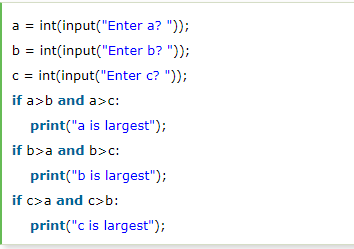 a = int(input("Enter a? "));
b = int(input("Enter b? "));
c = int(input("Enter c? "));
if a>b and a>c:
    print("a is largest");
if b>a and b>c:
    print("b is largest");
if c>a and c>b:
    print("c is largest");